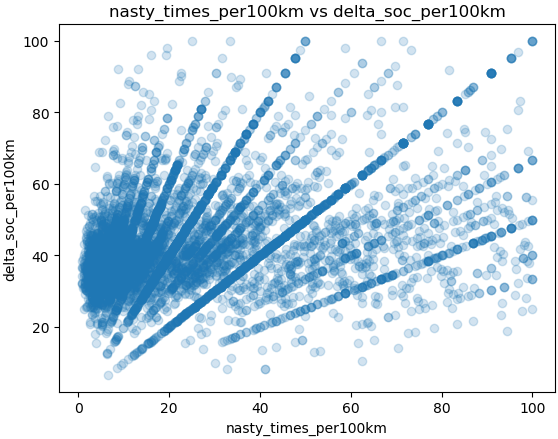 nasty_times_per100km vs delta_soc_per100km
100
80
60
40
20
delta_soc_per100km
0 20 40 60 80 100
nasty_times_per100km